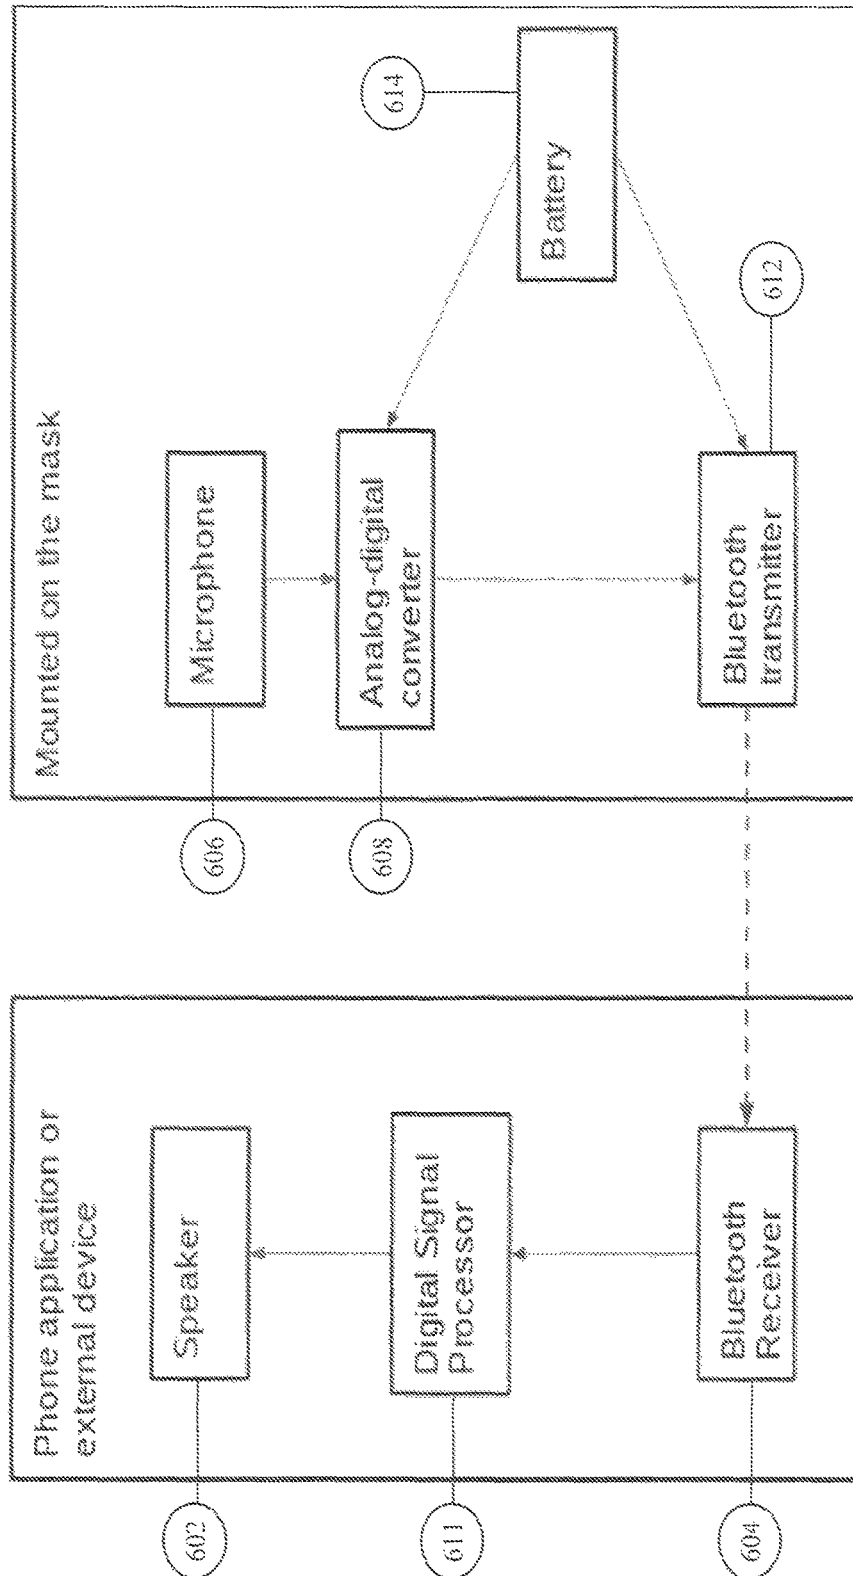 Phone application or
external device
602
Speaker
611
Digital Signal
Processor
604
Bluetooth
Receiver
Mounted on the mask
606
Microphone
608
Analog-digital
converter
Bluetooth
transmitter
612
Battery
614